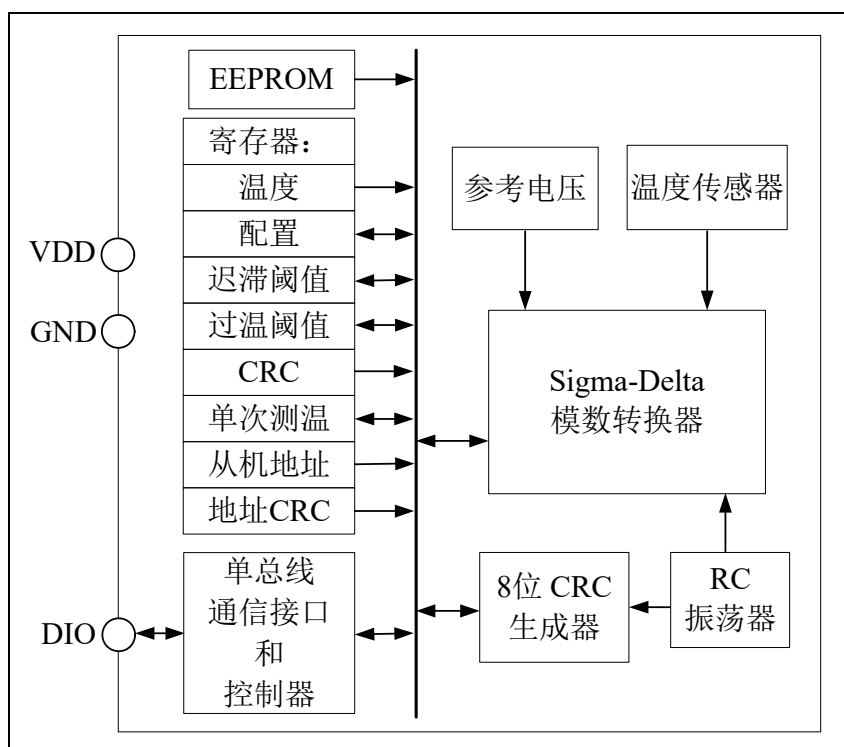 EEPROM
寄存器：
温度
配置
迟滞阈值
过温阈值
CRC
单次测温
从机地址
地址CRC
单总线
通信接口
和
控制器
VDD
GND
DIO
参考电压
温度传感器
Sigma-Delta
模数转换器
8位 CRC
生成器
RC
振荡器